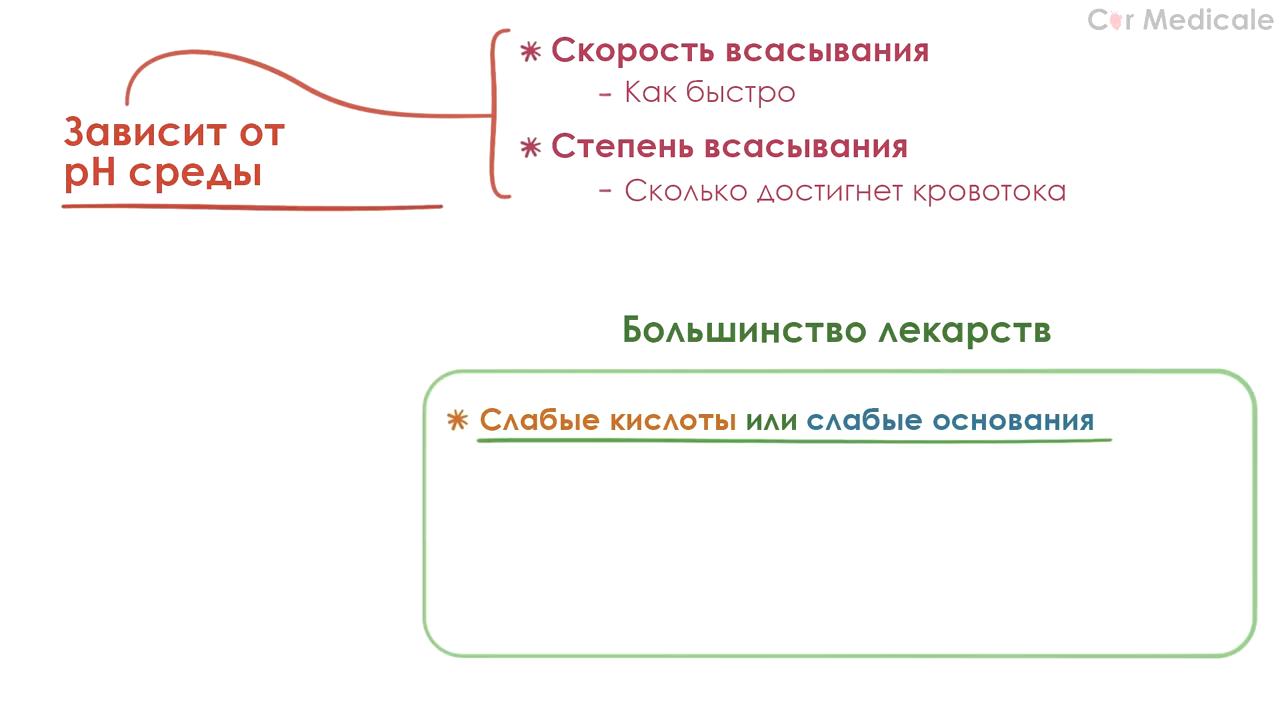 Cor Medicale
Зависит от
pH среды
Скорость всасывания
– Как быстро
Степень всасывания
– Сколько достигнет кровотока
Большинство лекарств
Слабые кислоты или слабые основания